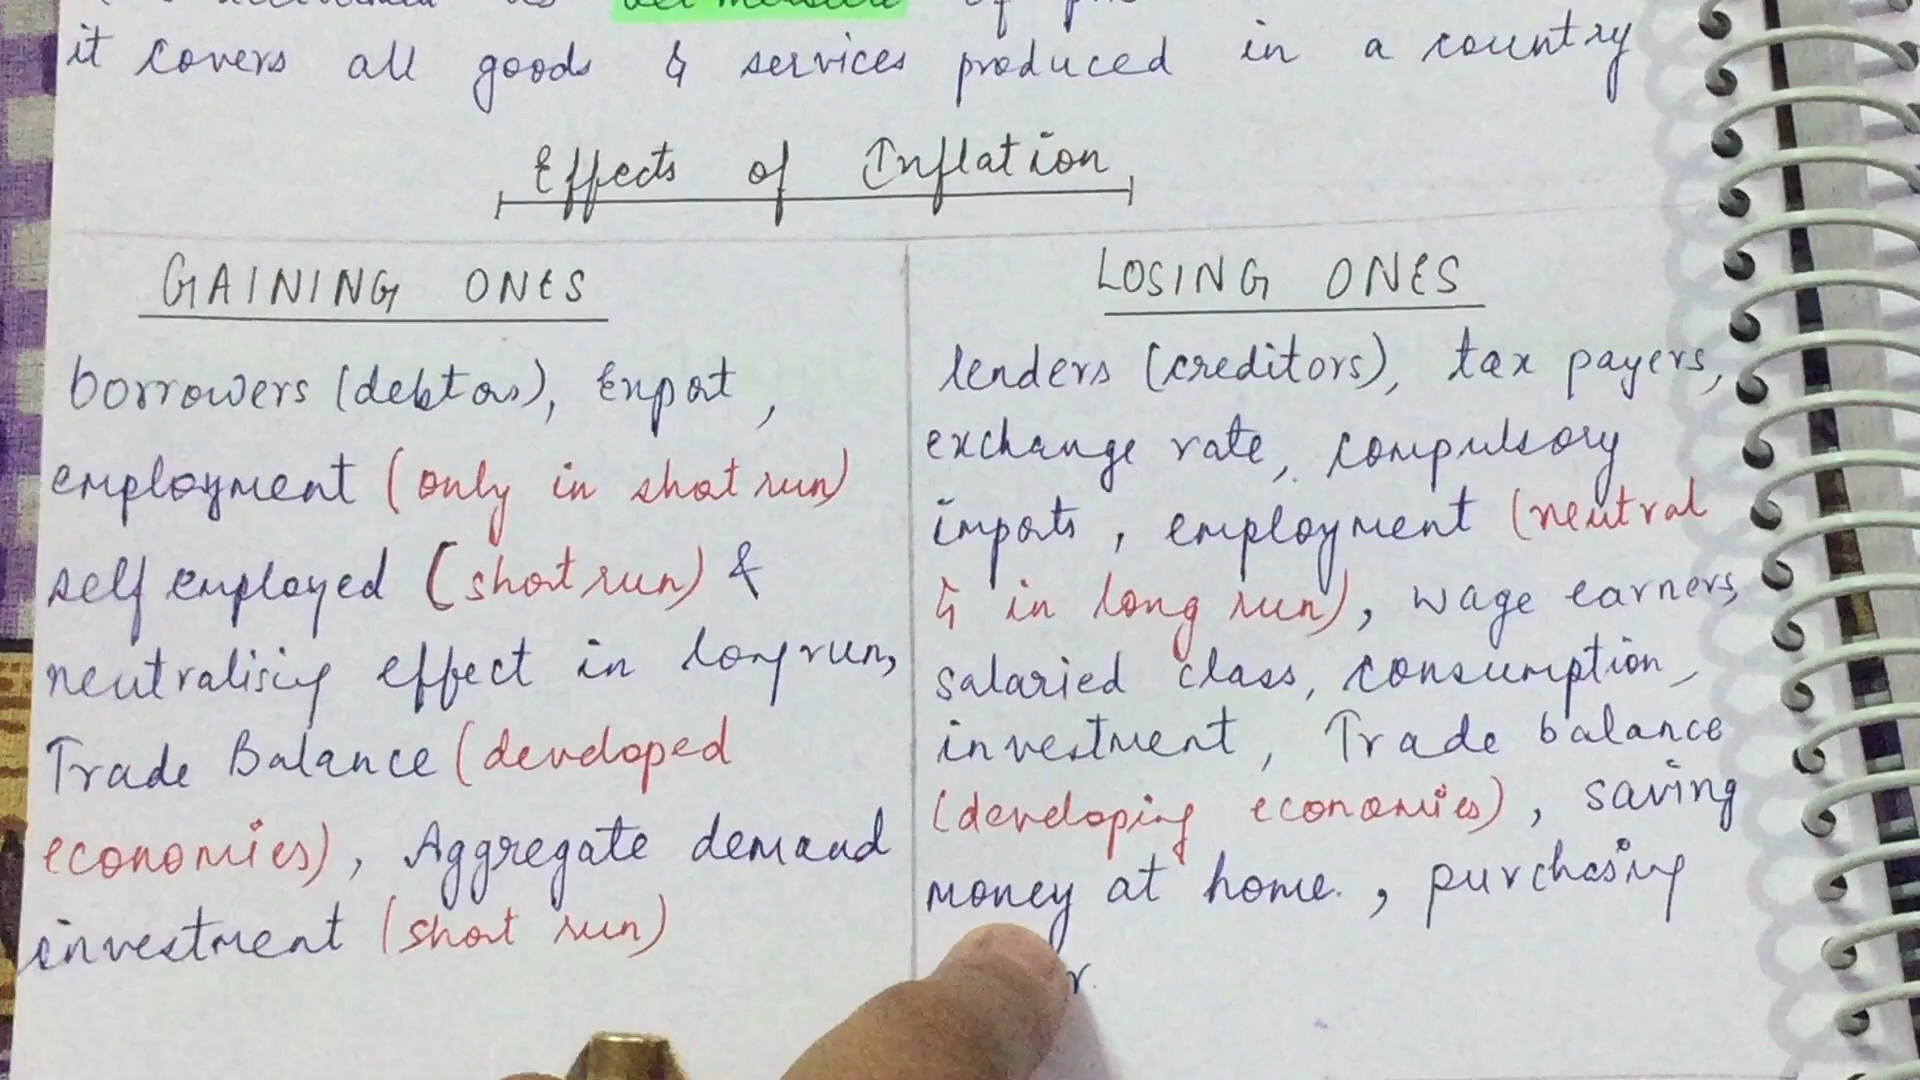 it covers all goods & services produced in a country
Effects of Inflation
GAINING ONES
borrowers (debtors), Export,
employment (only in short run)
self employed (short run) &
neutralising effect in long run,
Trade Balance (developed
economies), Aggregate demand
investment (short run)
LOSING ONES
lenders (creditors), tax payers,
exchange rate, compulsory
imports, employment (neutral
& in long run), wage earners,
salaried class, consumption,
investment, Trade balance
(developing economies), saving
money at home., purchasing